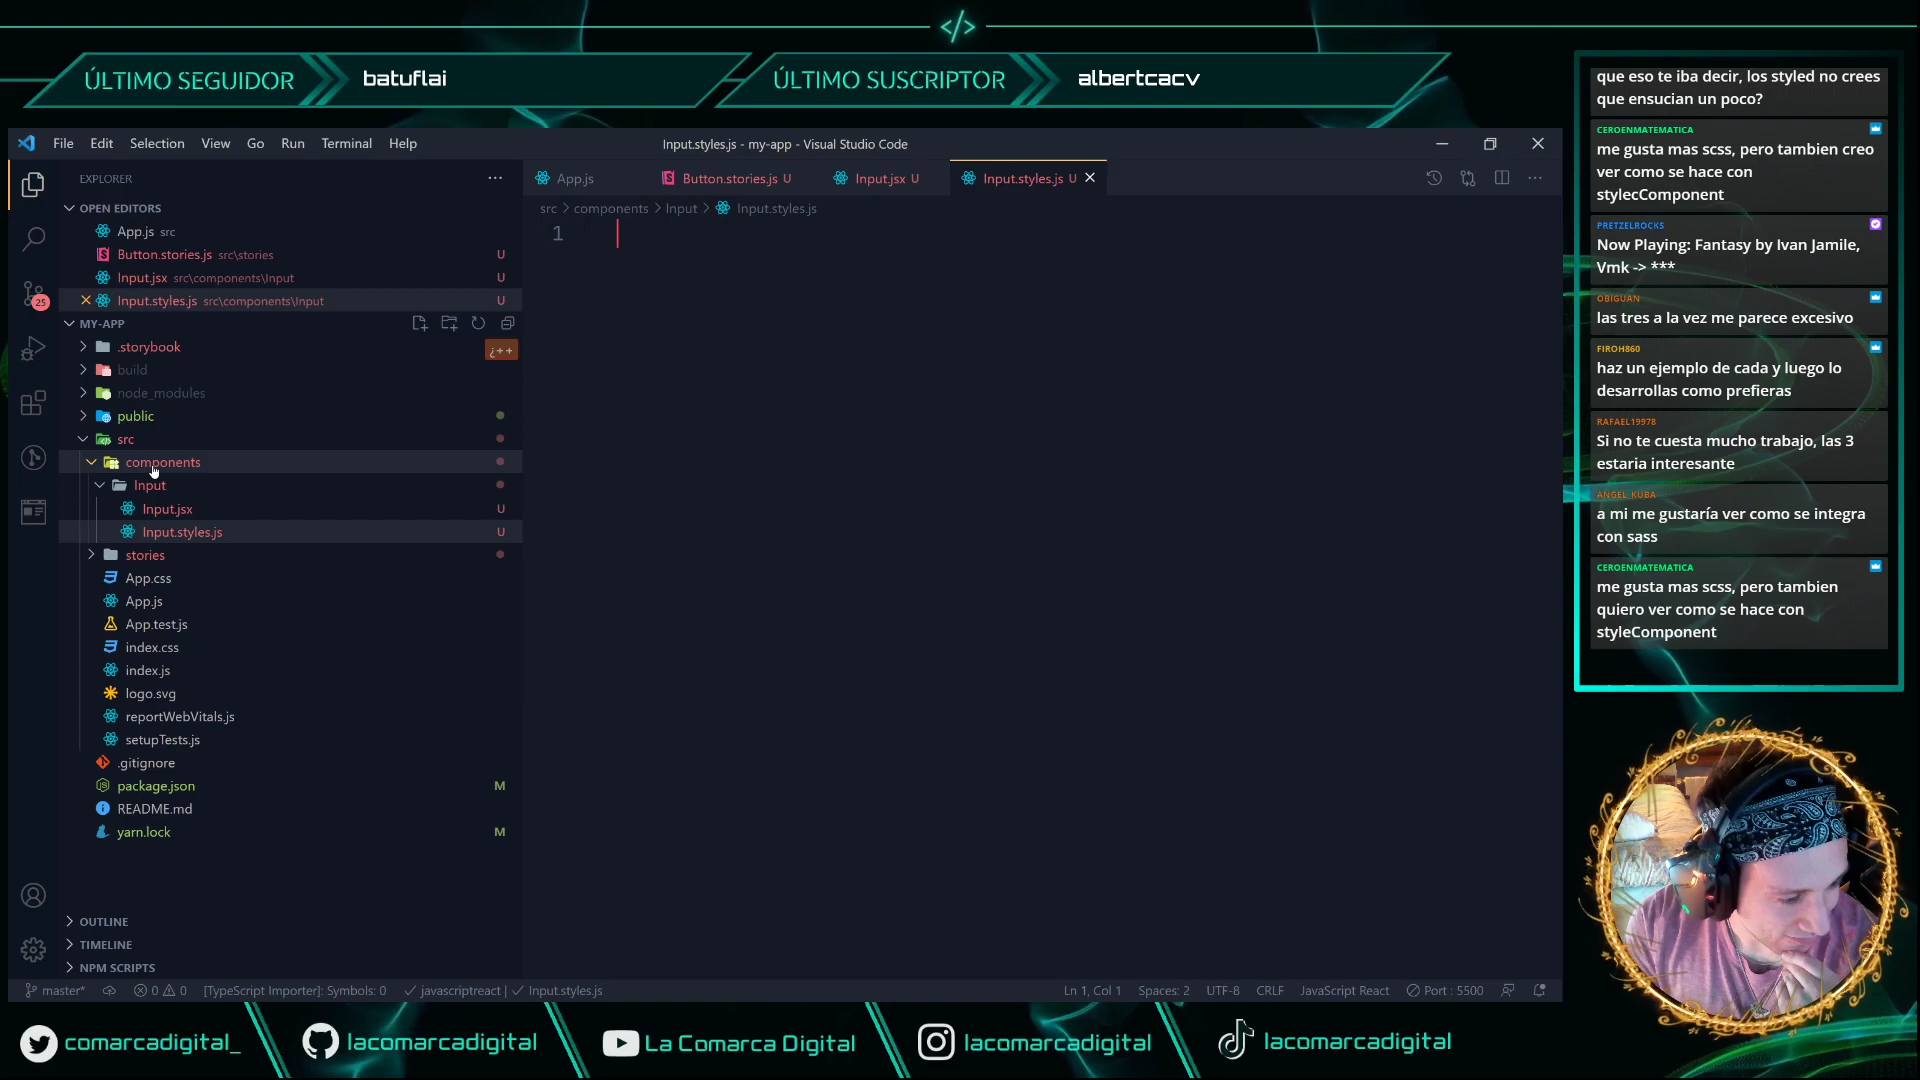 </>
ÚLTIMO SEGUIDOR
batuflai
ÚLTIMO SUSCRIPTOR
albertcacv
File Edit Selection View Go Run Terminal Help
Input.styles.js - my-app - Visual Studio Code
EXPLORER
OPEN EDITORS
App.js src
Button.stories.js src\stories U
Input.jsx src\components\Input U
Input.styles.js src\components\Input U
MY-APP
.storybook
¿++
build
node_modules
public
src
components
Input
Input.jsx U
Input.styles.js U
stories
App.css
App.js
App.test.js
index.css
index.js
logo.svg
reportWebVitals.js
setupTests.js
.gitignore
package.json M
README.md
yarn.lock M
OUTLINE
TIMELINE
NPM SCRIPTS
25
App.js Button.stories.js U Input.jsx U Input.styles.js U
src > components > Input > Input.styles.js
1
master* 0 0 [TypeScript Importer]: Symbols: 0 javascriptreact | Input.styles.js
Ln 1, Col 1 Spaces: 2 UTF-8 CRLF JavaScript React Port : 5500
que eso te iba decir, los styled no crees
que ensucian un poco?
CEROENMATEMATICA
me gusta mas scss, pero tambien creo
ver como se hace con
stylecComponent
PRETZELROCKS
Now Playing: Fantasy by Ivan Jamile,
Vmk -> ***
OBIGUAN
las tres a la vez me parece excesivo
FIROH860
haz un ejemplo de cada y luego lo
desarrollas como prefieras
RAFAEL19978
Si no te cuesta mucho trabajo, las 3
estaria interesante
ANGEL_KUBA
a mi me gustaría ver como se integra
con sass
CEROENMATEMATICA
me gusta mas scss, pero tambien
quiero ver como se hace con
styleComponent
comarcadigital_
lacomarcadigital
La Comarca Digital
lacomarcadigital
lacomarcadigital